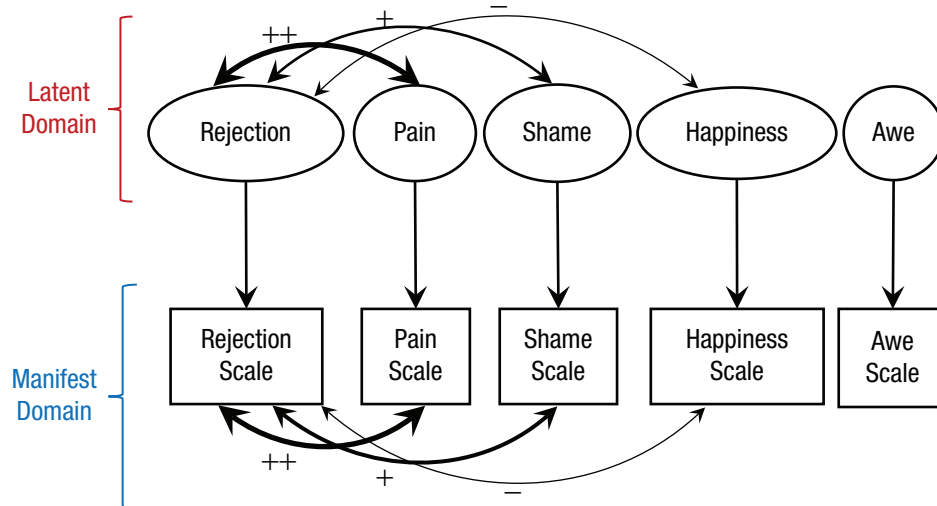 −
+
++
Latent
Domain
Rejection
Pain
Shame
Happiness
Awe
Manifest
Domain
Rejection
Scale
Pain
Scale
Shame
Scale
Happiness
Scale
Awe
Scale
++
+
−